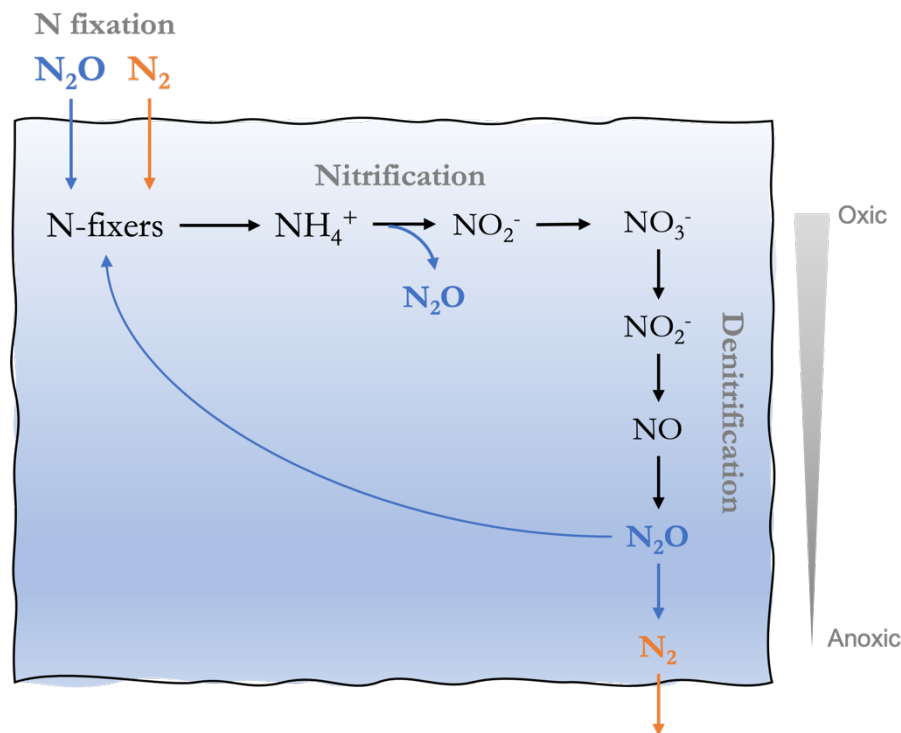 N fixation
N₂O N₂
Nitrification
N-fixers NH₄⁺ NO₂⁻ NO₃⁻
Oxic
N₂O
NO₂⁻
Denitrification
NO
N₂O
N₂
Anoxic